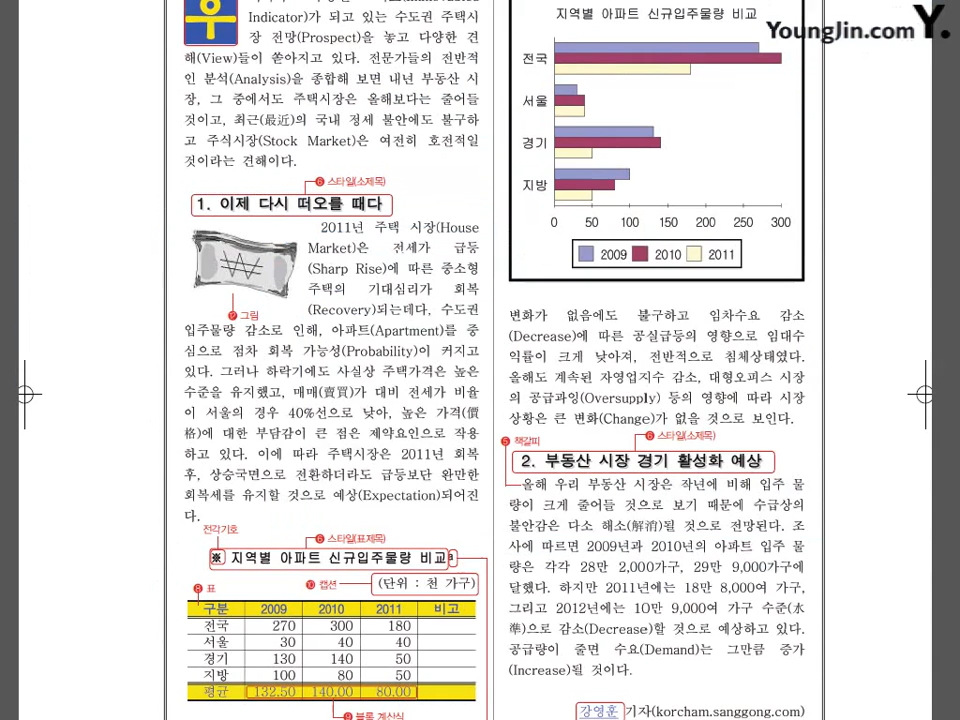 Indicator)가 되고 있는 수도권 주택시
장 전망(Prospect)을 놓고 다양한 견
해(View)들이 쏟아지고 있다. 전문가들의 전반적
인 분석(Analysis)을 종합해 보면 내년 부동산 시
장, 그 중에서도 주택시장은 올해보다는 줄어들
것이고, 최근(最近)의 국내 정세 불안에도 불구하
고 주식시장(Stock Market)은 여전히 호전적일
것이라는 견해이다.
❻ 스타일(소제목)
1. 이제 다시 떠오를 때다
2011년 주택 시장(House
Market)은 전세가 급등
(Sharp Rise)에 따른 중소형
주택의 기대심리가 회복
(Recovery)되는데다, 수도권
⓬ 그림
입주물량 감소로 인해, 아파트(Apartment)를 중
심으로 점차 회복 가능성(Probability)이 커지고
있다. 그러나 하락기에도 사실상 주택가격은 높은
수준을 유지했고, 매매(賣買)가 대비 전세가 비율
이 서울의 경우 40%선으로 낮아, 높은 가격(價
格)에 대한 부담감이 큰 점은 제약요인으로 작용
하고 있다. 이에 따라 주택시장은 2011년 회복
후, 상승국면으로 전환하더라도 급등보단 완만한
회복세를 유지할 것으로 예상(Expectation)되어진
다.
전각기호
❻ 스타일(표제목)
※ 지역별 아파트 신규입주물량 비교a
❿ 캡션 (단위 : 천 가구)
❽ 표
구분 2009 2010 2011 비고
전국 270 300 180
서울 30 40 40
경기 130 140 50
지방 100 80 50
평균 132.50 140.00 80.00
❾ 블록 계산식
YoungJin.com Y.
지역별 아파트 신규입주물량 비교
전국
서울
경기
지방
0 50 100 150 200 250 300
2009 2010 2011
변화가 없음에도 불구하고 임차수요 감소
(Decrease)에 따른 공실급등의 영향으로 임대수
익률이 크게 낮아져, 전반적으로 침체상태였다.
올해도 계속된 자영업지수 감소, 대형오피스 시장
의 공급과잉(Oversupply) 등의 영향에 따라 시장
상황은 큰 변화(Change)가 없을 것으로 보인다.
❺ 책갈피
❻ 스타일(소제목)
2. 부동산 시장 경기 활성화 예상
올해 우리 부동산 시장은 작년에 비해 입주 물
량이 크게 줄어들 것으로 보기 때문에 수급상의
불안감은 다소 해소(解消)될 것으로 전망된다. 조
사에 따르면 2009년과 2010년의 아파트 입주 물
량은 각각 28만 2,000가구, 29만 9,000가구에
달했다. 하지만 2011년에는 18만 8,000여 가구,
그리고 2012년에는 10만 9,000여 가구 수준(水
準)으로 감소(Decrease)할 것으로 예상하고 있다.
공급량이 줄면 수요(Demand)는 그만큼 증가
(Increase)될 것이다.
강영훈 기자(korcham.sanggong.com)